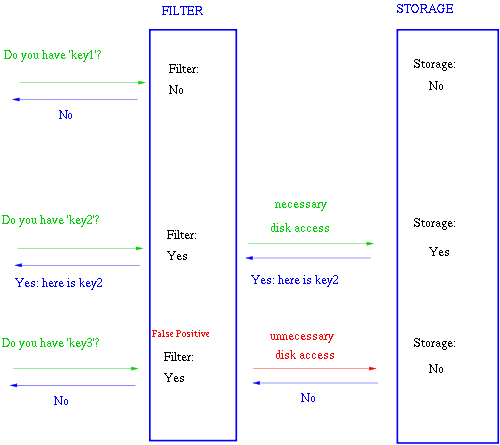 FILTER
STORAGE
Do you have 'key1'?
Filter:
No
No
Storage:
No
Do you have 'key2'?
Filter:
Yes
Yes: here is key2
necessary
disk access
Yes: here is key2
Storage:
Yes
Do you have 'key3'?
False Positive
Filter:
Yes
No
unnecessary
disk access
No
Storage:
No